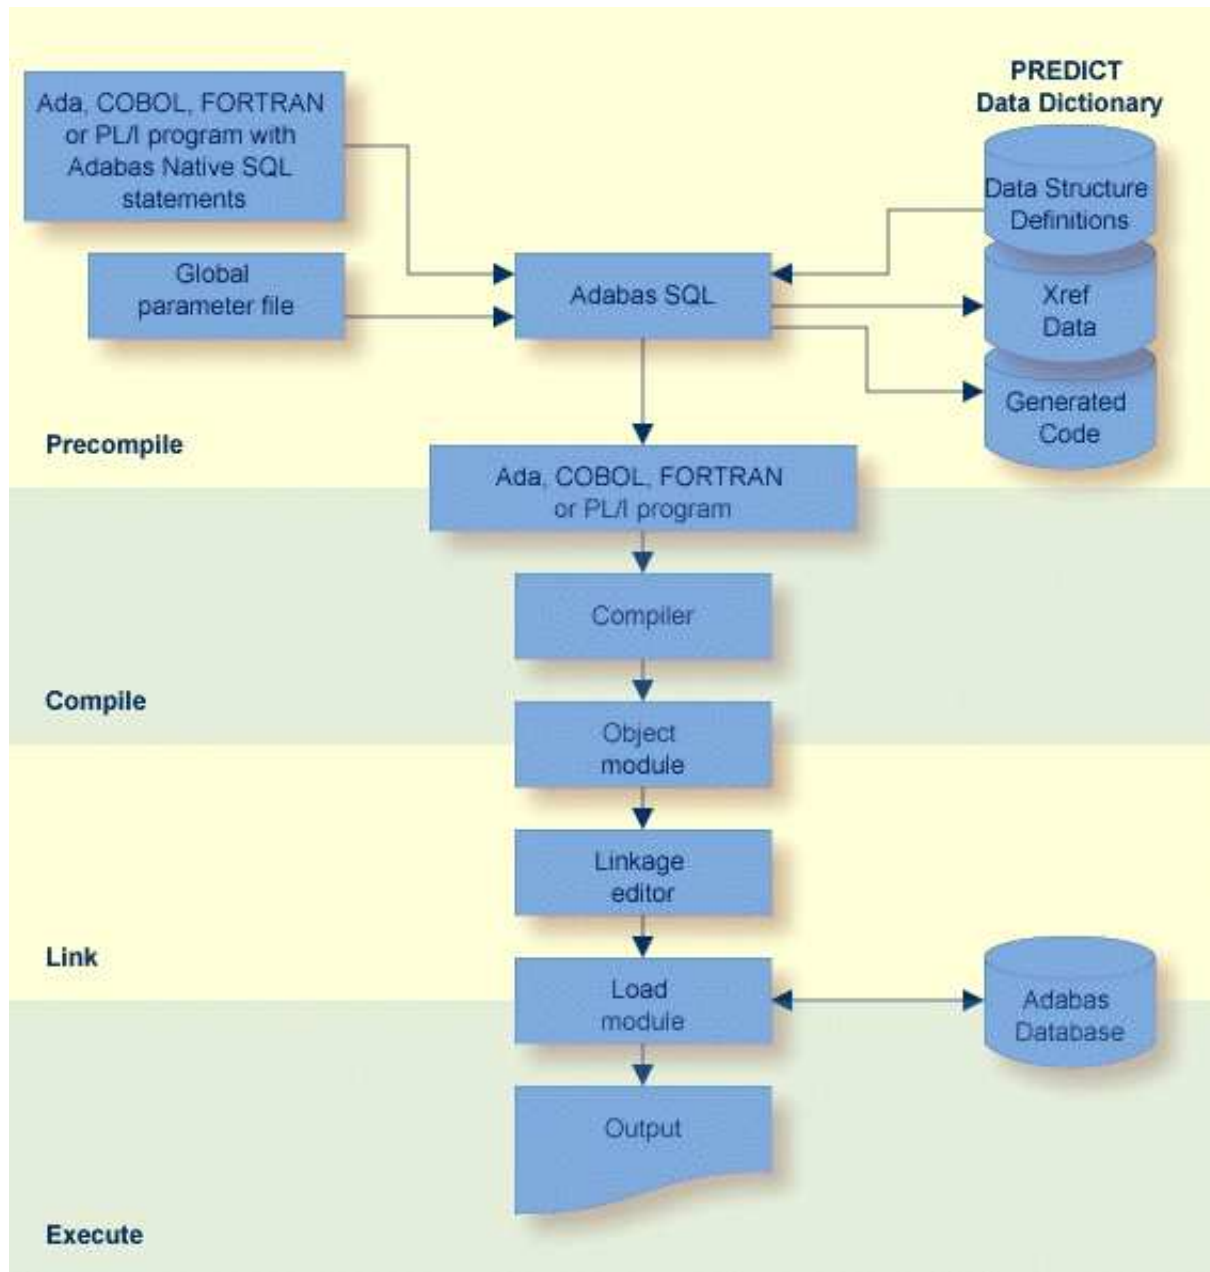 PREDICT
Data Dictionary
Ada, COBOL, FORTRAN
or PL/I program with
Adabas Native SQL
statements
Data Structure
Definitions
Global
parameter file
Adabas SQL
Xref
Data
Generated
Code
Precompile
Ada, COBOL, FORTRAN
or PL/I program
Compiler
Compile
Object
module
Linkage
editor
Link
Load
module
Adabas
Database
Output
Execute